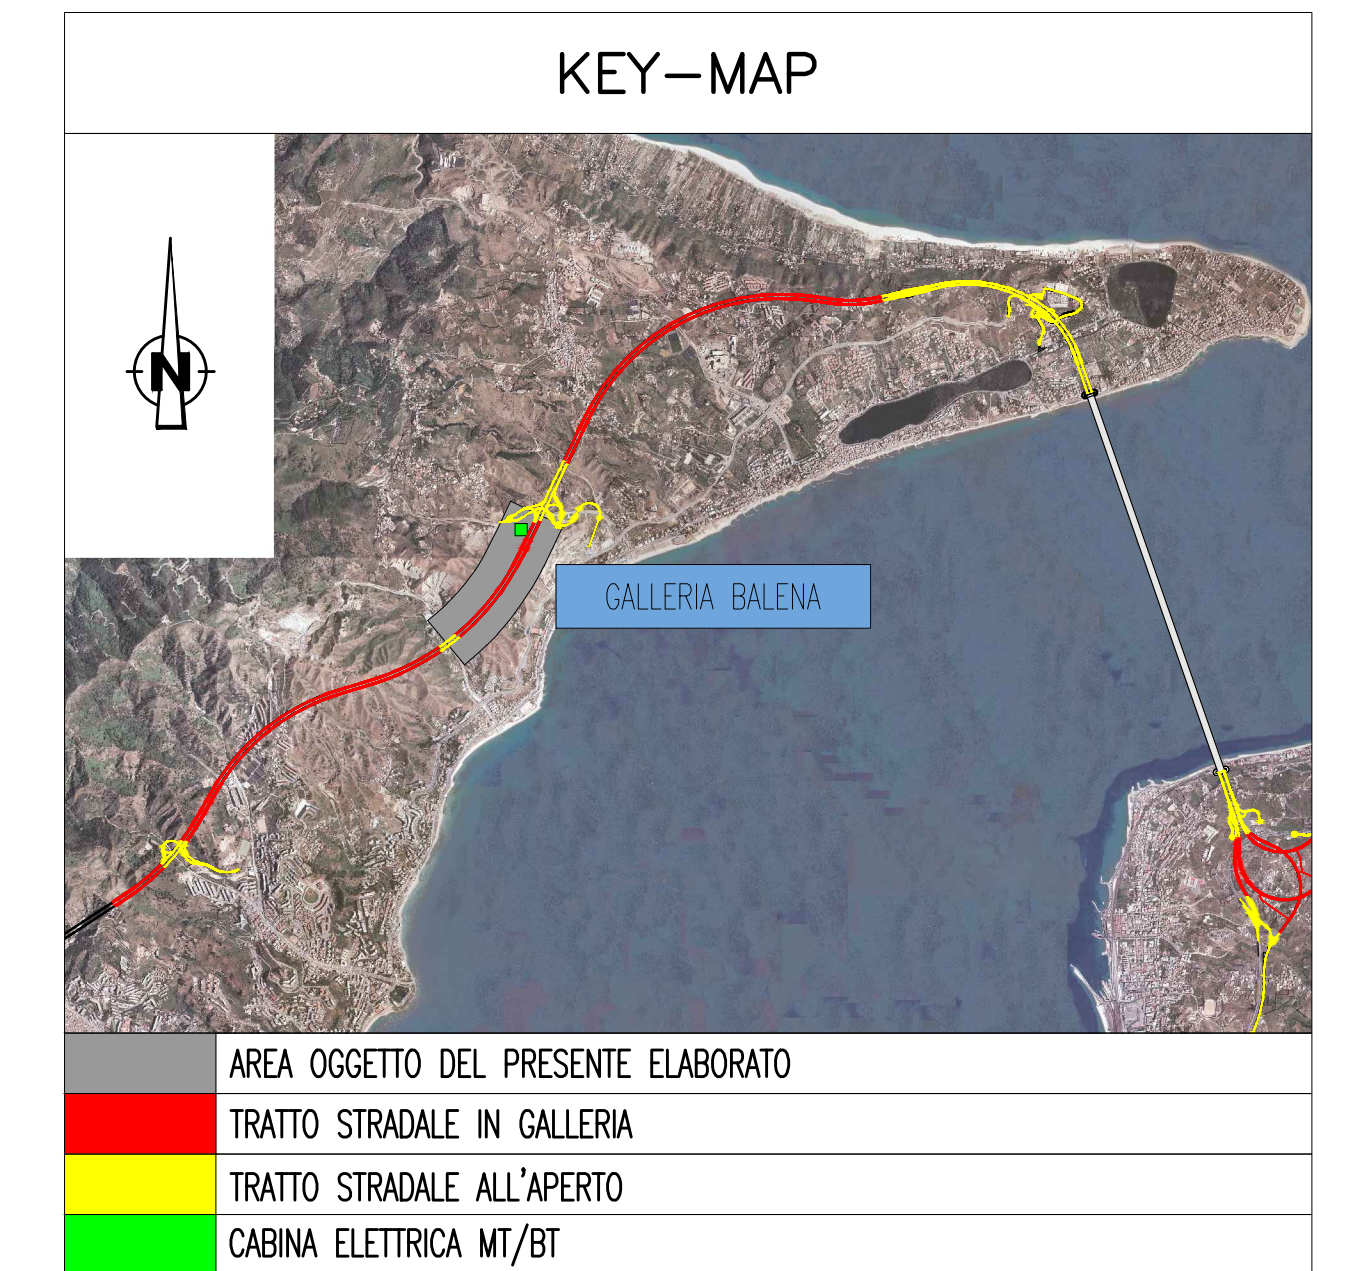 KEY-MAP
N
GALLERIA BALENA
AREA OGGETTO DEL PRESENTE ELABORATO
TRATTO STRADALE IN GALLERIA
TRATTO STRADALE ALL'APERTO
CABINA ELETTRICA MT/BT